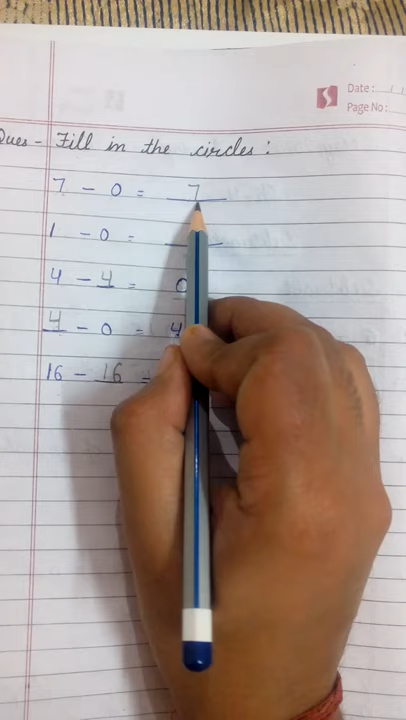 Date:
Page No:
Ques - Fill in the circles:
7 - 0 = 7
1 - 0 =
4 - 4 = 0
4 - 0 = 4
16 - 16 =